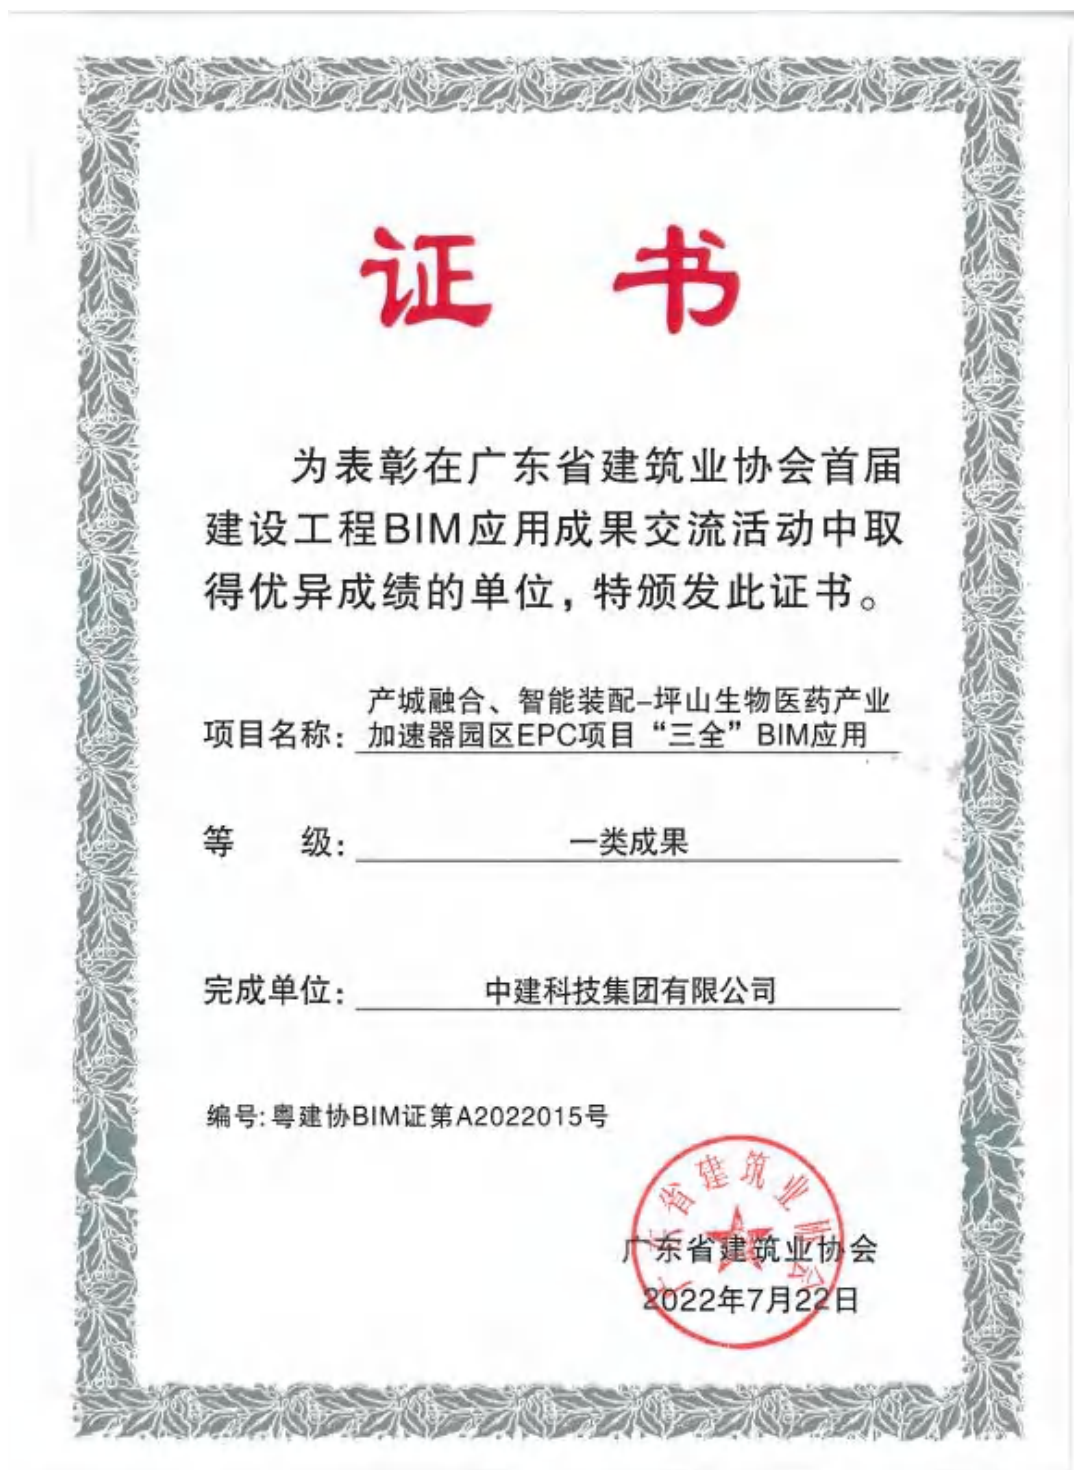 证 书
为表彰在广东省建筑业协会首届
建设工程BIM应用成果交流活动中取
得优异成绩的单位，特颁发此证书。
产城融合、智能装配-坪山生物医药产业
项目名称：加速器园区EPC项目“三全”BIM应用
等 级：一类成果
完成单位：中建科技集团有限公司
编号:粤建协BIM证第A2022015号
广东省建筑业协会
广东省建筑业协会
2022年7月22日